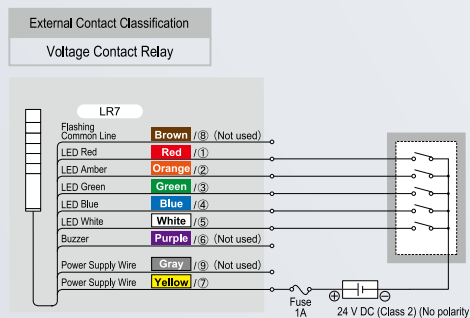 External Contact Classification
Voltage Contact Relay
LR7
Flashing
Common Line Brown /⑧ (Not used)
LED Red Red /①
LED Amber Orange /②
LED Green Green /③
LED Blue Blue /④
LED White White /⑤
Buzzer Purple /⑥ (Not used)
Power Supply Wire Gray /⑨ (Not used)
Power Supply Wire Yellow /⑦
Fuse
1A
⊕ ⊖
24 V DC (Class 2) (No polarity